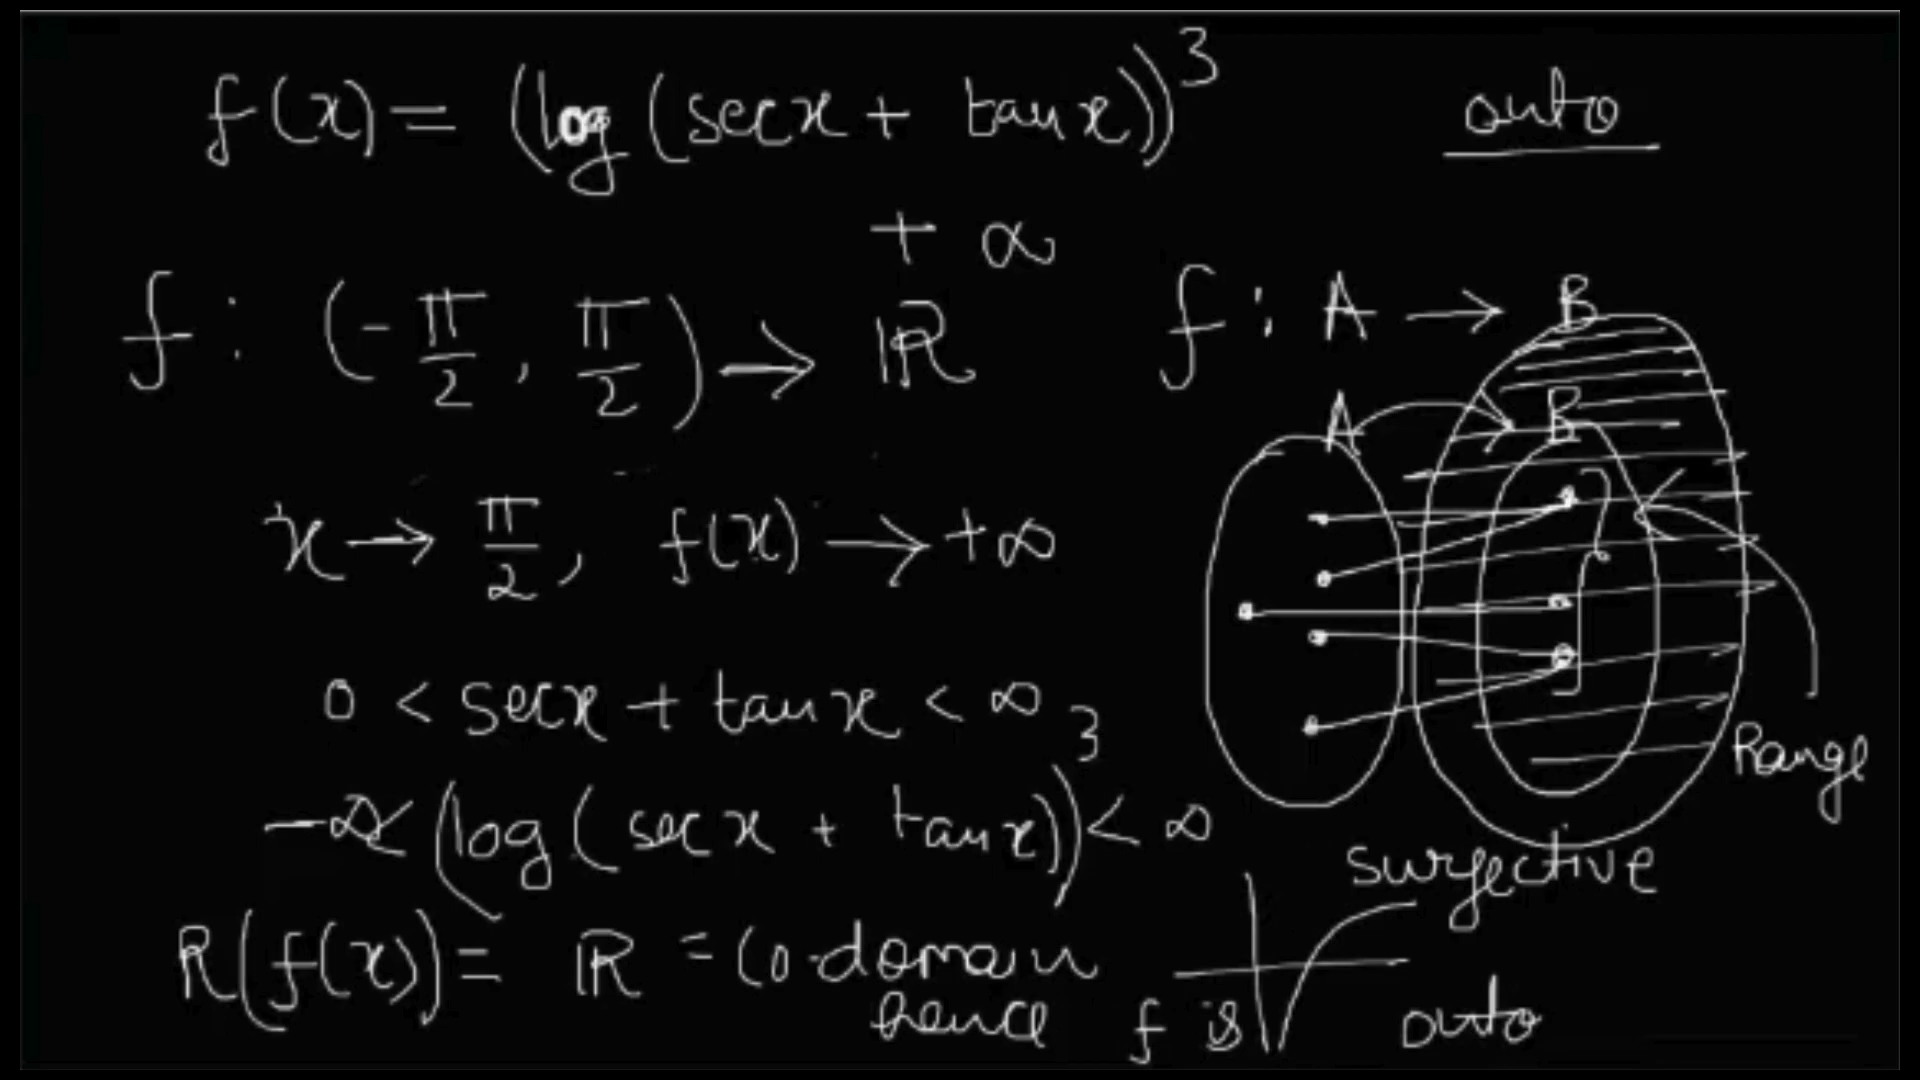 f(x) = (log (secx + tanx))³
onto
+ ∞
f : (-π/2, π/2) → ℝ
f : A → B
A B
x → π/2, f(x) → +∞
0 < secx + tanx < ∞
-∞ < (log (secx + tanx))³ < ∞
Range
surjective
R(f(x)) = ℝ = Co-domain
hence f is onto